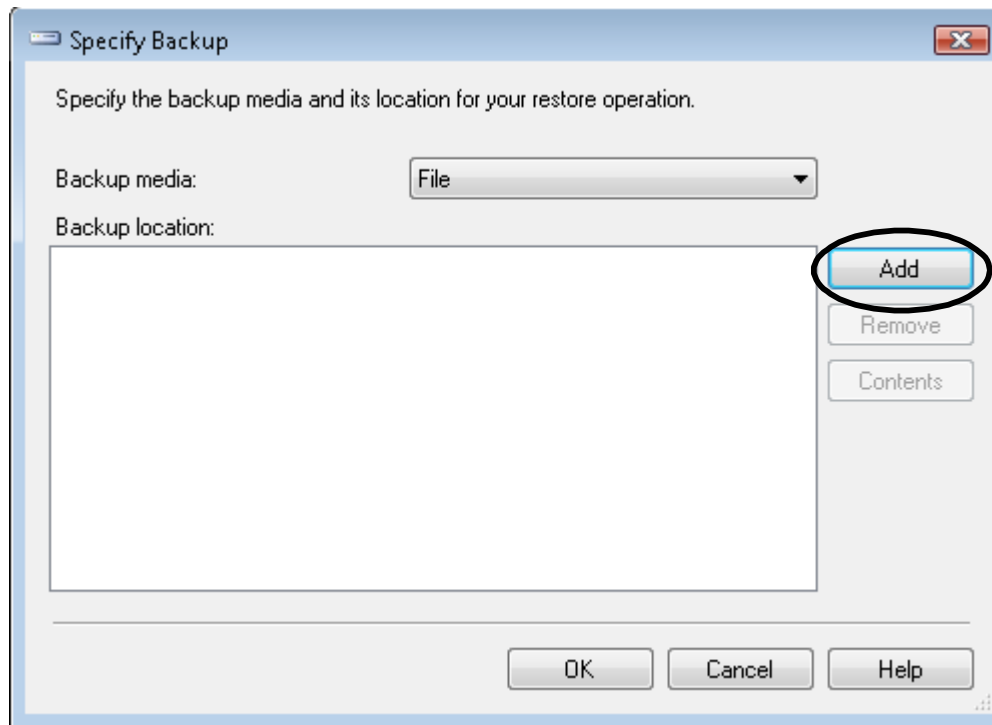 Specify Backup
Specify the backup media and its location for your restore operation.
Backup media:
File
Backup location:
Add
Remove
Contents
OK
Cancel
Help